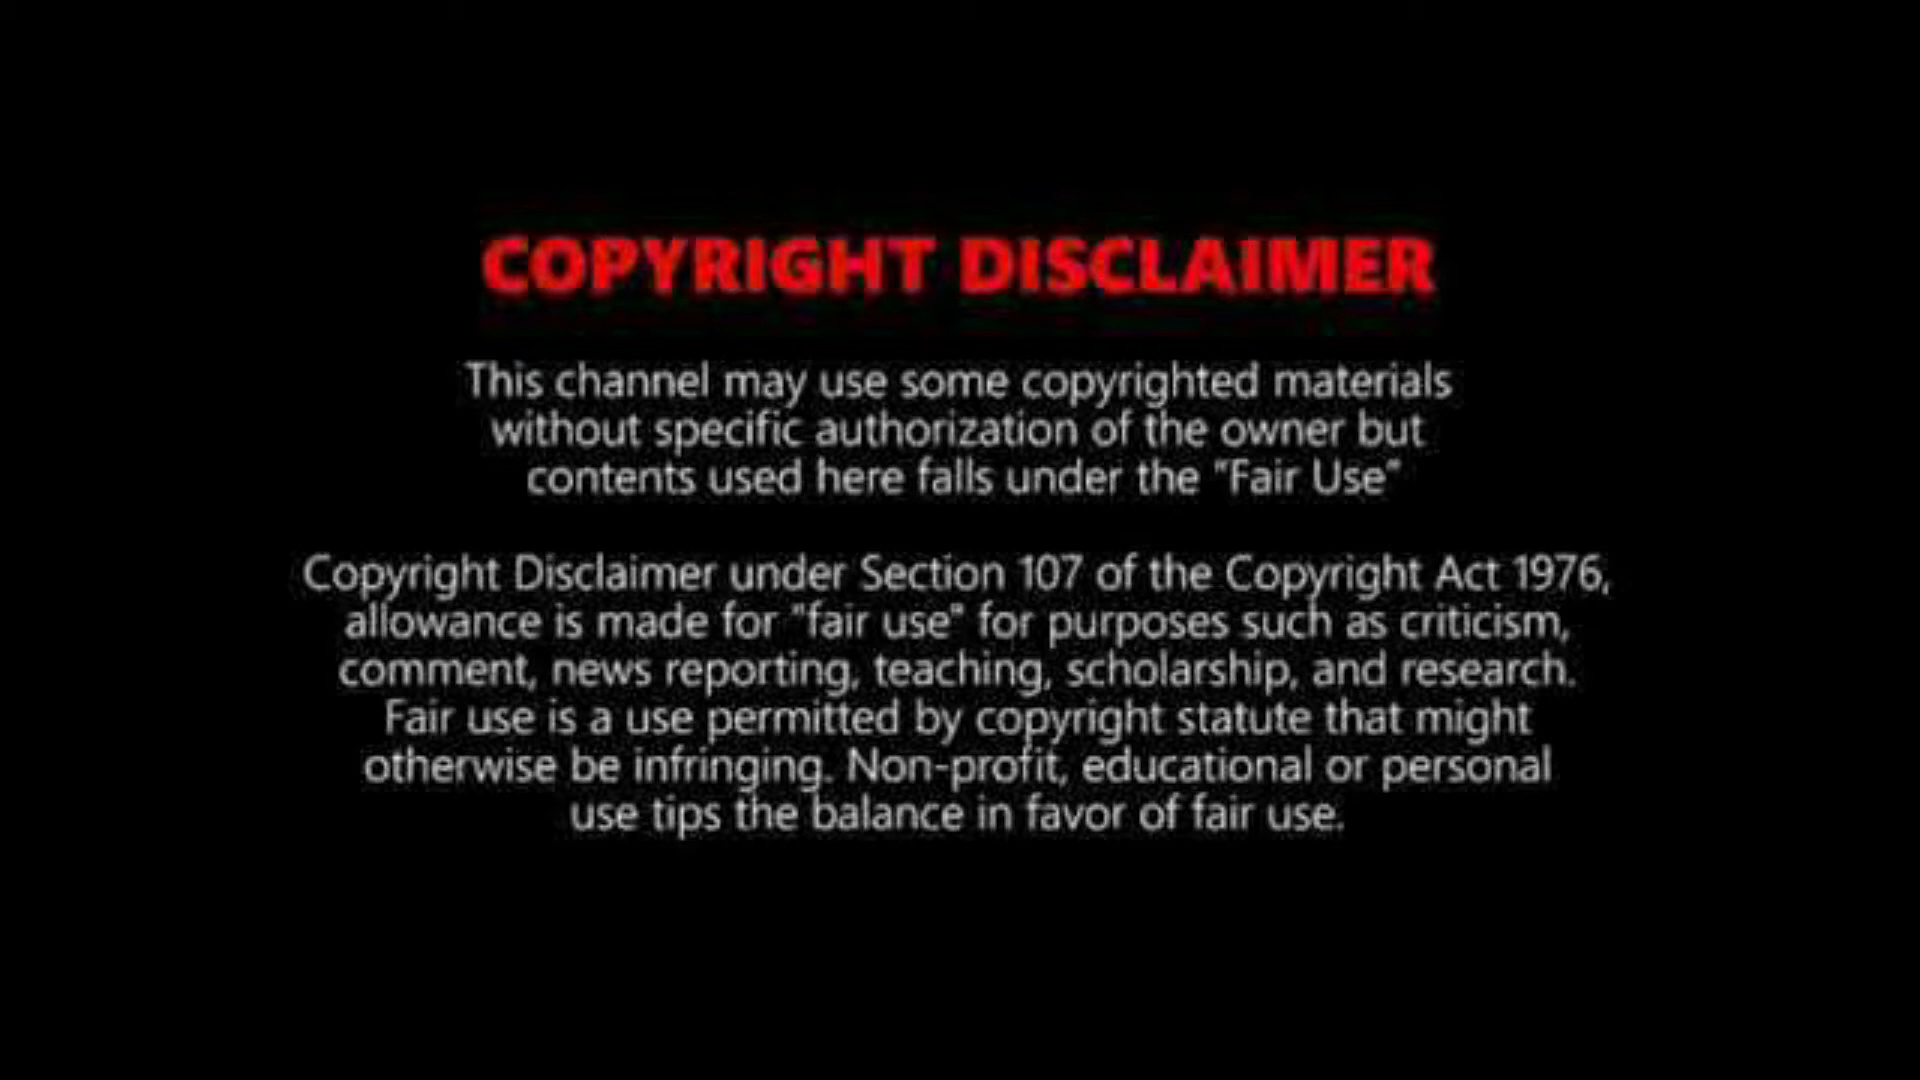 COPYRIGHT DISCLAIMER
This channel may use some copyrighted materials
without specific authorization of the owner but
contents used here falls under the "Fair Use"
Copyright Disclaimer under Section 107 of the Copyright Act 1976,
allowance is made for "fair use" for purposes such as criticism,
comment, news reporting, teaching, scholarship, and research.
Fair use is a use permitted by copyright statute that might
otherwise be infringing. Non-profit, educational or personal
use tips the balance in favor of fair use.